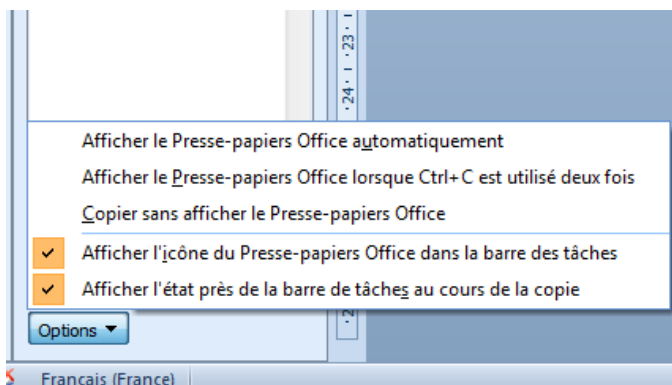 23
24
Afficher le Presse-papiers Office automatiquement
Afficher le Presse-papiers Office lorsque Ctrl+C est utilisé deux fois
Copier sans afficher le Presse-papiers Office
Afficher l'icône du Presse-papiers Office dans la barre des tâches
Afficher l'état près de la barre de tâches au cours de la copie
Options
Français (France)